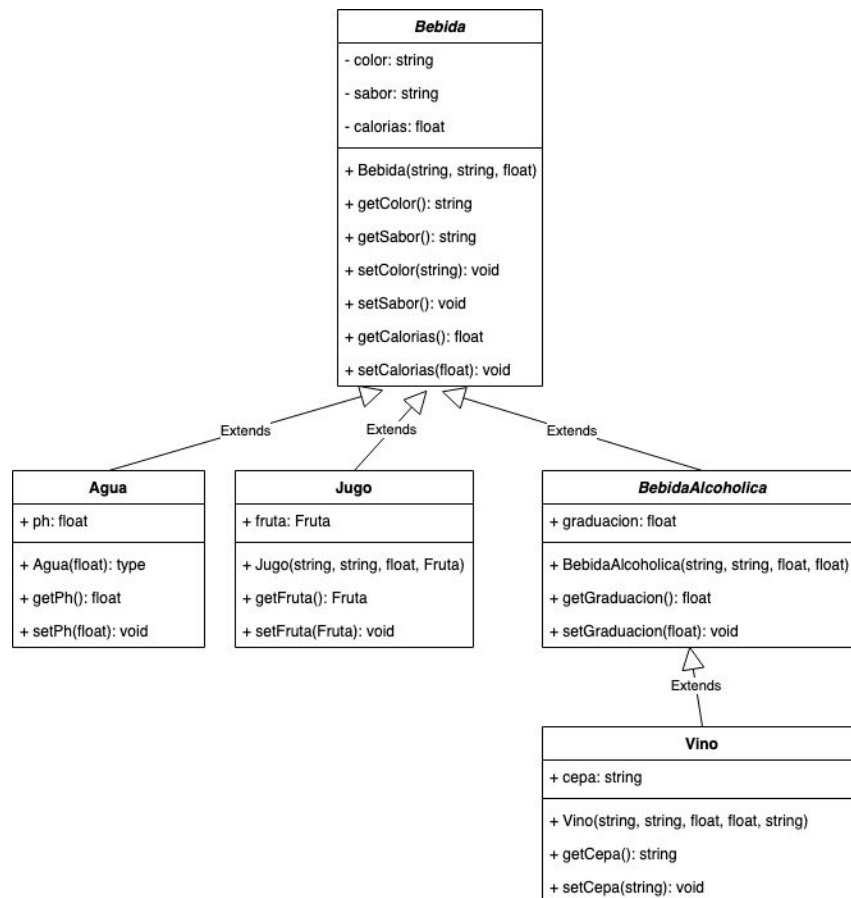 Bebida
- color: string
- sabor: string
- calorias: float
+ Bebida(string, string, float)
+ getColor(): string
+ getSabor(): string
+ setColor(string): void
+ setSabor(): void
+ getCalorias(): float
+ setCalorias(float): void
Extends
Extends
Extends
Agua
+ ph: float
+ Agua(float): type
+ getPh(): float
+ setPh(float): void
Jugo
+ fruta: Fruta
+ Jugo(string, string, float, Fruta)
+ getFruta(): Fruta
+ setFruta(Fruta): void
BebidaAlcoholica
+ graduacion: float
+ BebidaAlcoholica(string, string, float, float)
+ getGraduacion(): float
+ setGraduacion(float): void
Extends
Vino
+ cepa: string
+ Vino(string, string, float, float, string)
+ getCepa(): string
+ setCepa(string): void